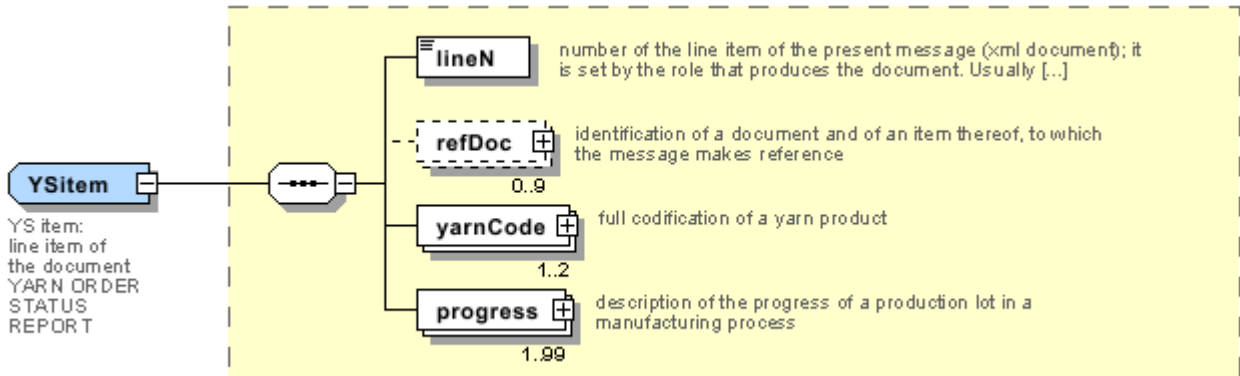 lineN
number of the line item of the present message (xml document); it
is set by the role that produces the document. Usually [...]
refDoc
identification of a document and of an item thereof, to which
the message makes reference
0..9
YSitem
YS item:
line item of
the document
YARN ORDER
STATUS
REPORT
yarnCode
full codification of a yarn product
1..2
progress
description of the progress of a production lot in a
manufacturing process
1..99